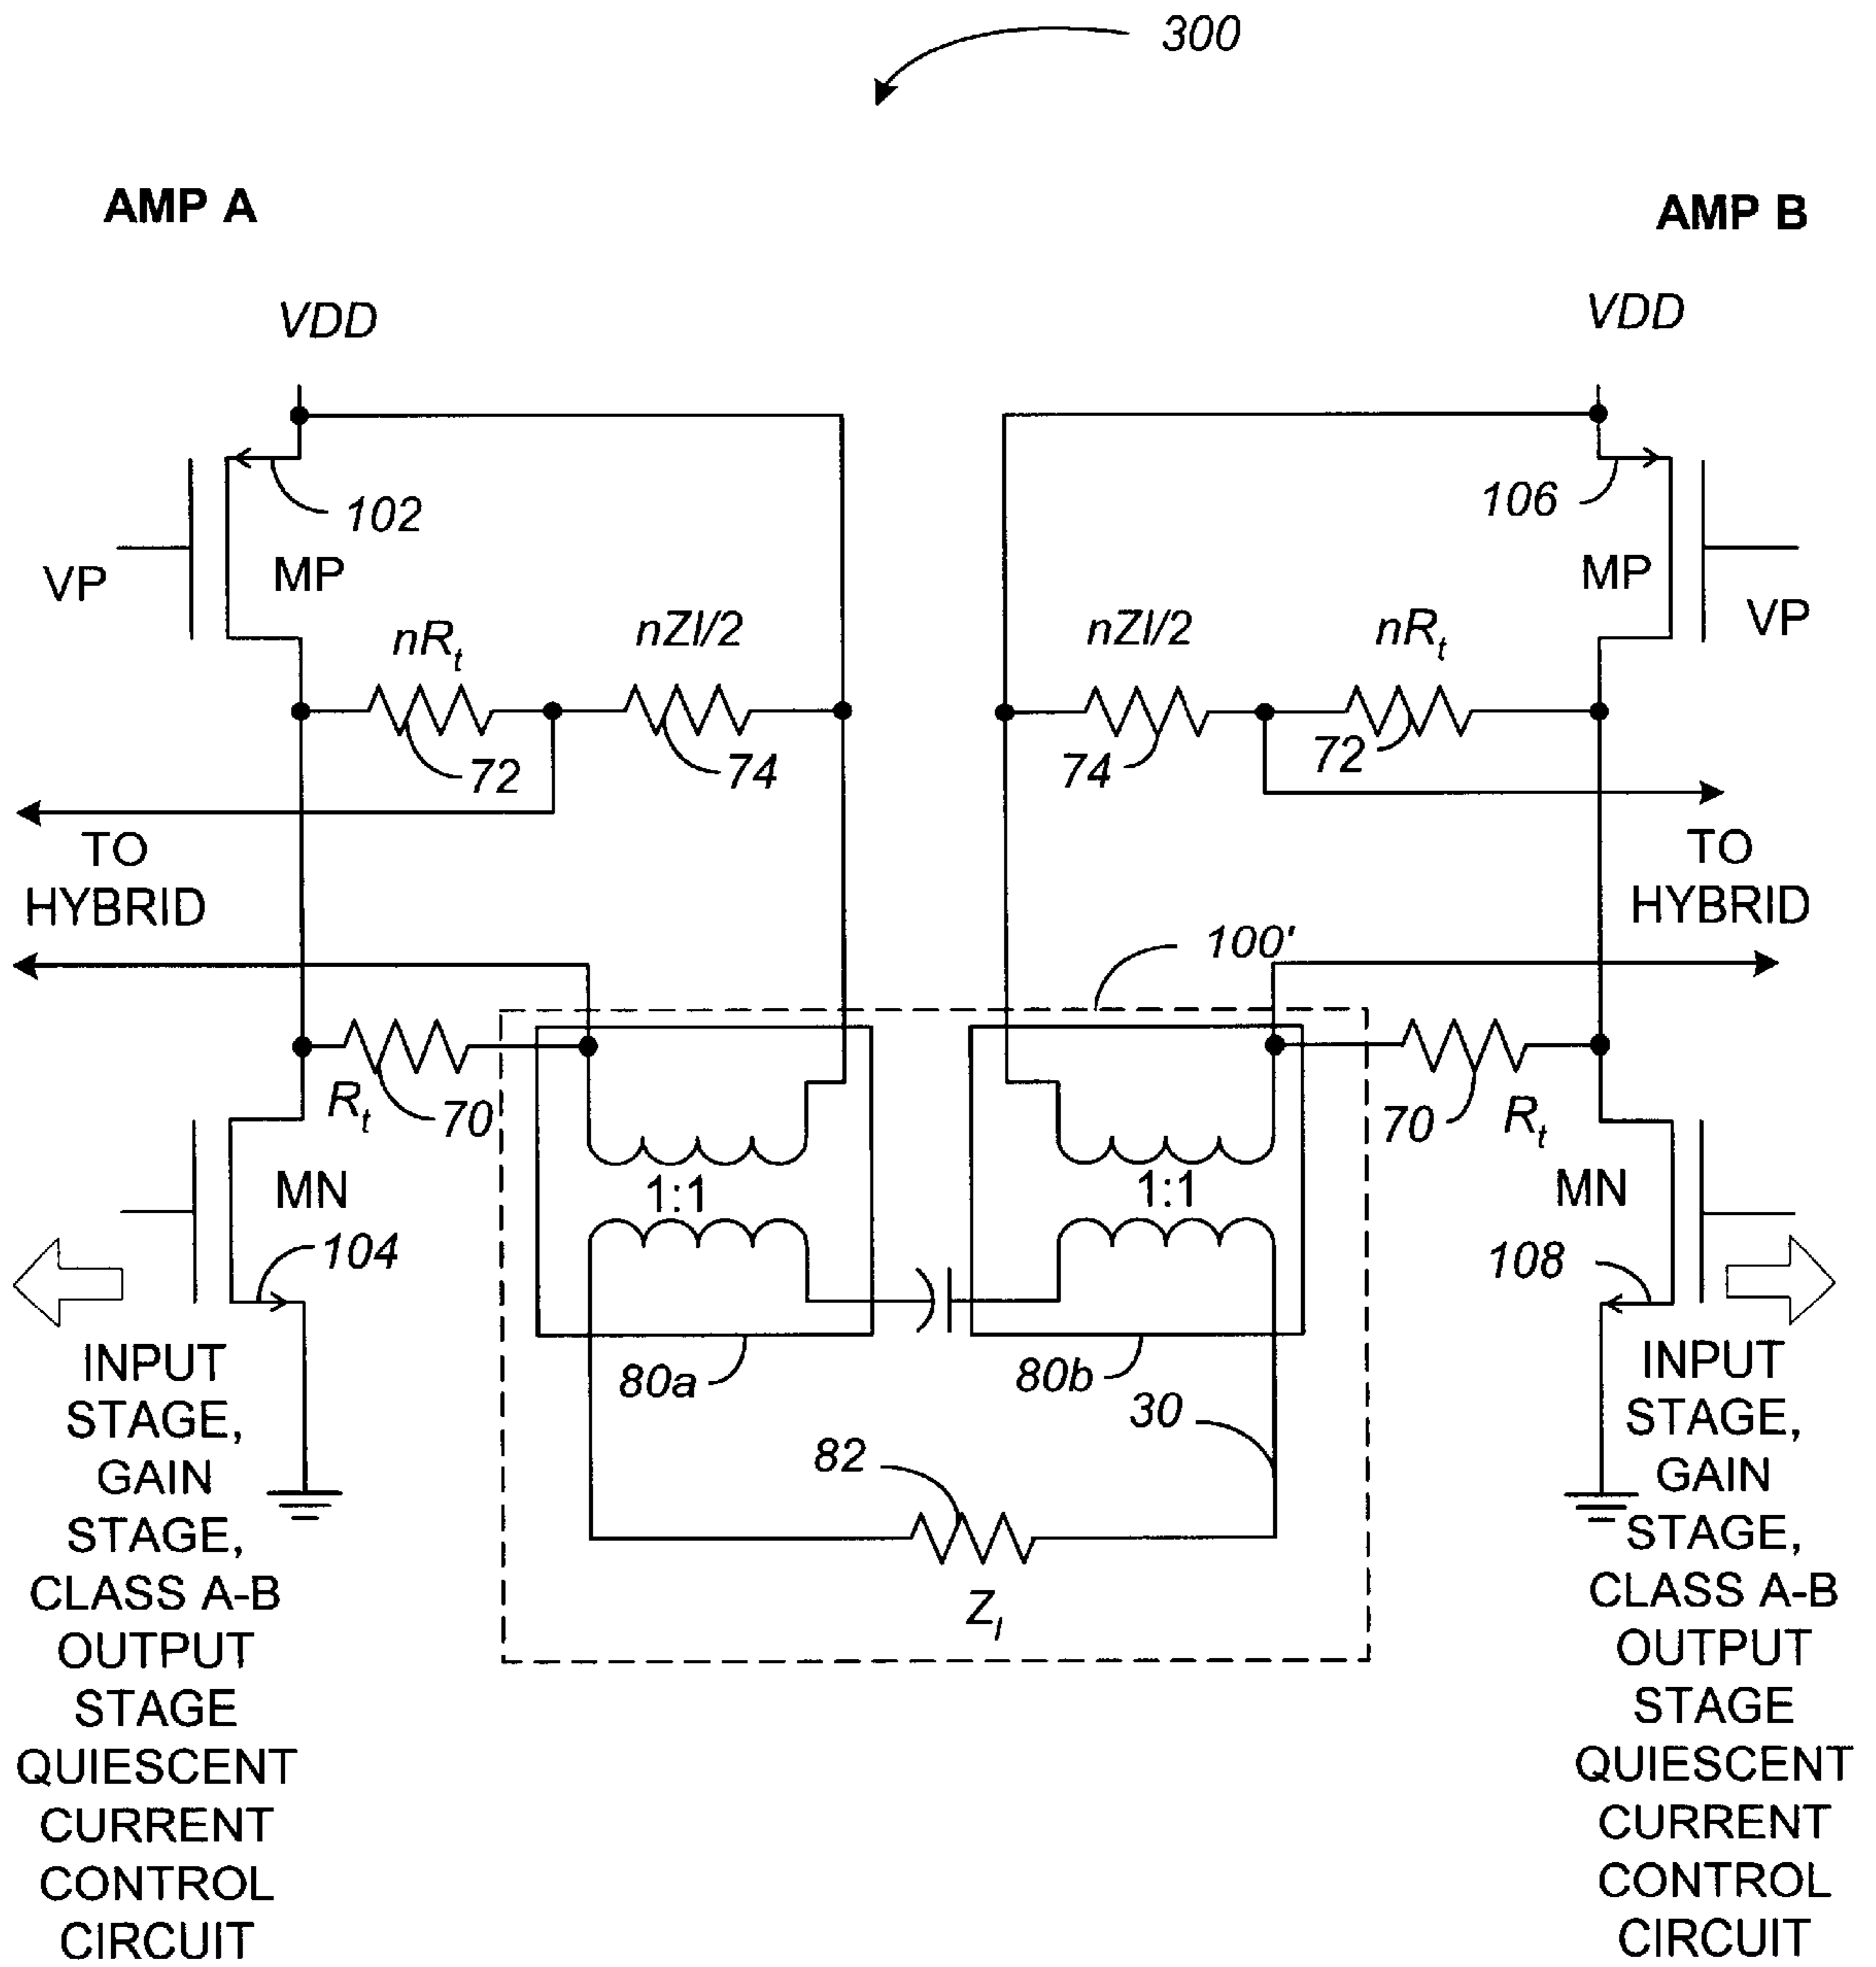 300
AMP A
AMP B
VDD
VDD
102
106
VP
MP
MP
VP
nRt
nZl/2
nZl/2
nRt
72
74
74
72
TO
HYBRID
TO
HYBRID
100'
Rt
70
70
Rt
MN
1:1
1:1
MN
104
108
80a
80b
30
82
Zl
INPUT
STAGE,
GAIN
STAGE,
CLASS A-B
OUTPUT
STAGE
QUIESCENT
CURRENT
CONTROL
CIRCUIT
INPUT
STAGE,
GAIN
STAGE,
CLASS A-B
OUTPUT
STAGE
QUIESCENT
CURRENT
CONTROL
CIRCUIT